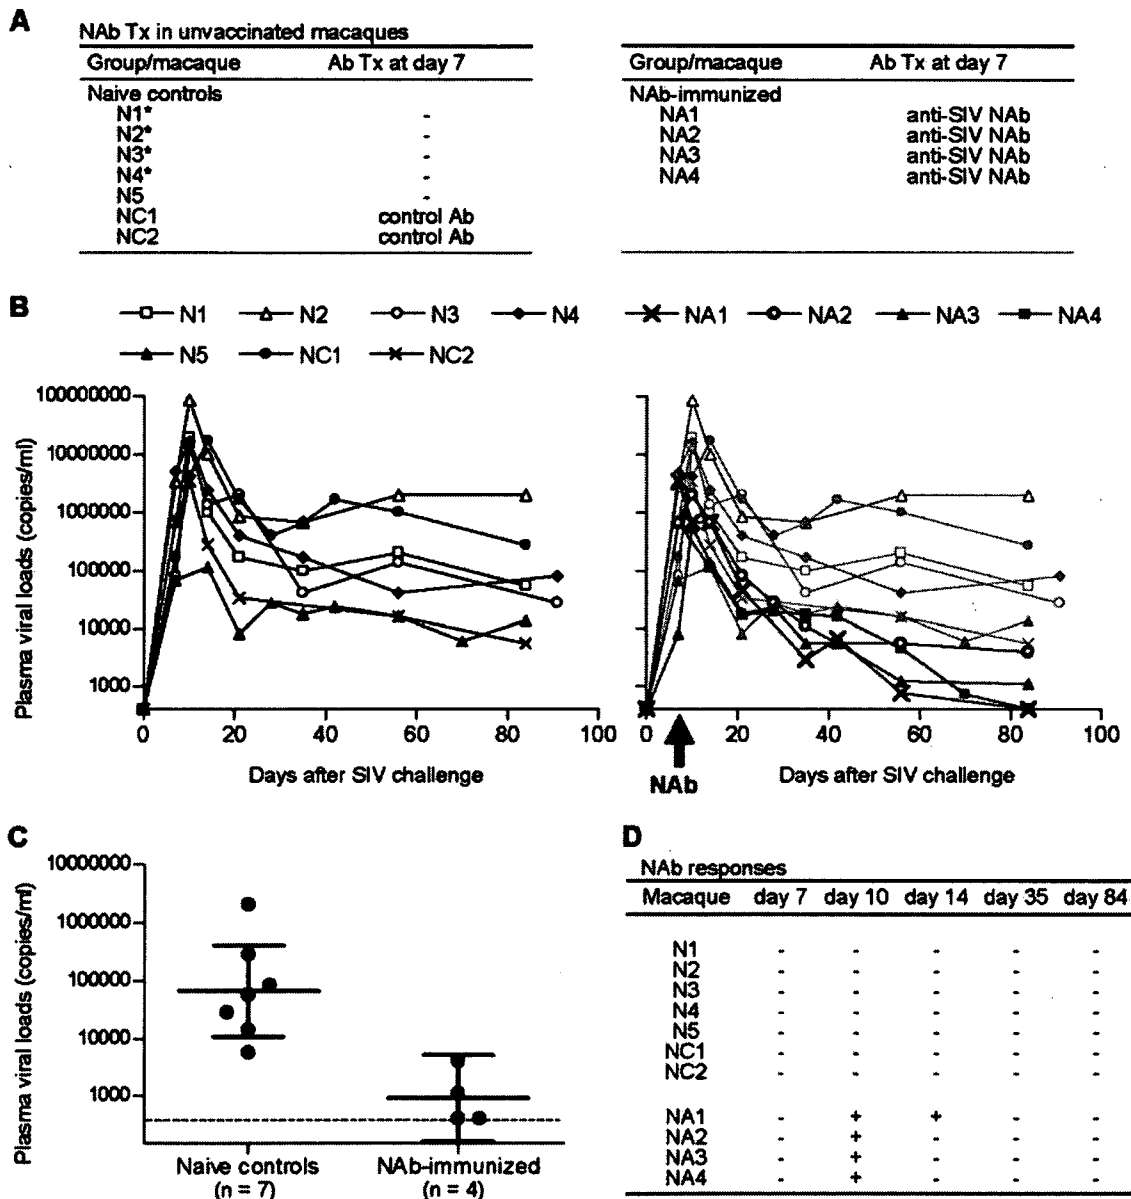 A
NAb Tx in unvaccinated macaques
Group/macaque Ab Tx at day 7
Naive controls
N1* -
N2* -
N3* -
N4* -
N5 -
NC1 control Ab
NC2 control Ab
Group/macaque Ab Tx at day 7
NAb-immunized
NA1 anti-SIV NAb
NA2 anti-SIV NAb
NA3 anti-SIV NAb
NA4 anti-SIV NAb
B
N1 N2 N3 N4 NA1 NA2 NA3 NA4
N5 NC1 NC2
Plasma viral loads (copies/ml)
100000000
10000000
1000000
100000
10000
1000
0 20 40 60 80 100
Days after SIV challenge
0 20 40 60 80 100
Days after SIV challenge
NAb
C
Plasma viral loads (copies/ml)
10000000
1000000
100000
10000
1000
Naive controls
(n = 7)
NAb-immunized
(n = 4)
D
NAb responses
Macaque day 7 day 10 day 14 day 35 day 84
N1 - - - - -
N2 - - - - -
N3 - - - - -
N4 - - - - -
N5 - - - - -
NC1 - - - - -
NC2 - - - - -
NA1 - + + - -
NA2 - + - - -
NA3 - + - - -
NA4 - + - - -